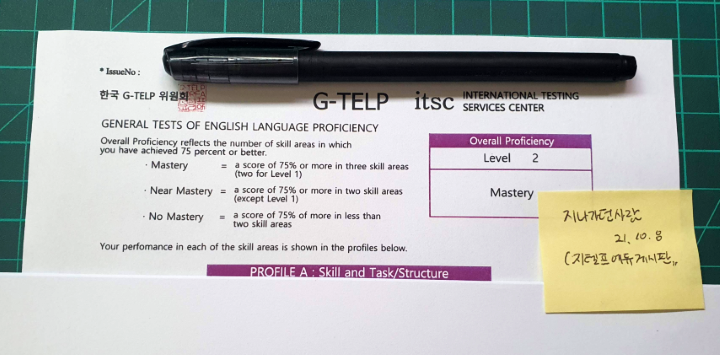 * IssueNo :
한국 G-TELP 위원회
G-TELP itsc INTERNATIONAL TESTING
SERVICES CENTER
GENERAL TESTS OF ENGLISH LANGUAGE PROFICIENCY
Overall Proficiency reflects the number of skill areas in which
you have achieved 75 percent or better.
· Mastery = a score of 75% or more in three skill areas
(two for Level 1)
· Near Mastery = a score of 75% or more in two skill areas
(except Level 1)
· No Mastery = a score of 75% of more in less than
two skill areas
Your perfomance in each of the skill areas is shown in the profiles below.
Overall Proficiency
Level 2
Mastery
PROFILE A : Skill and Task/Structure
지나가던사람
21. 10. 8
(지텔프에듀게시판)